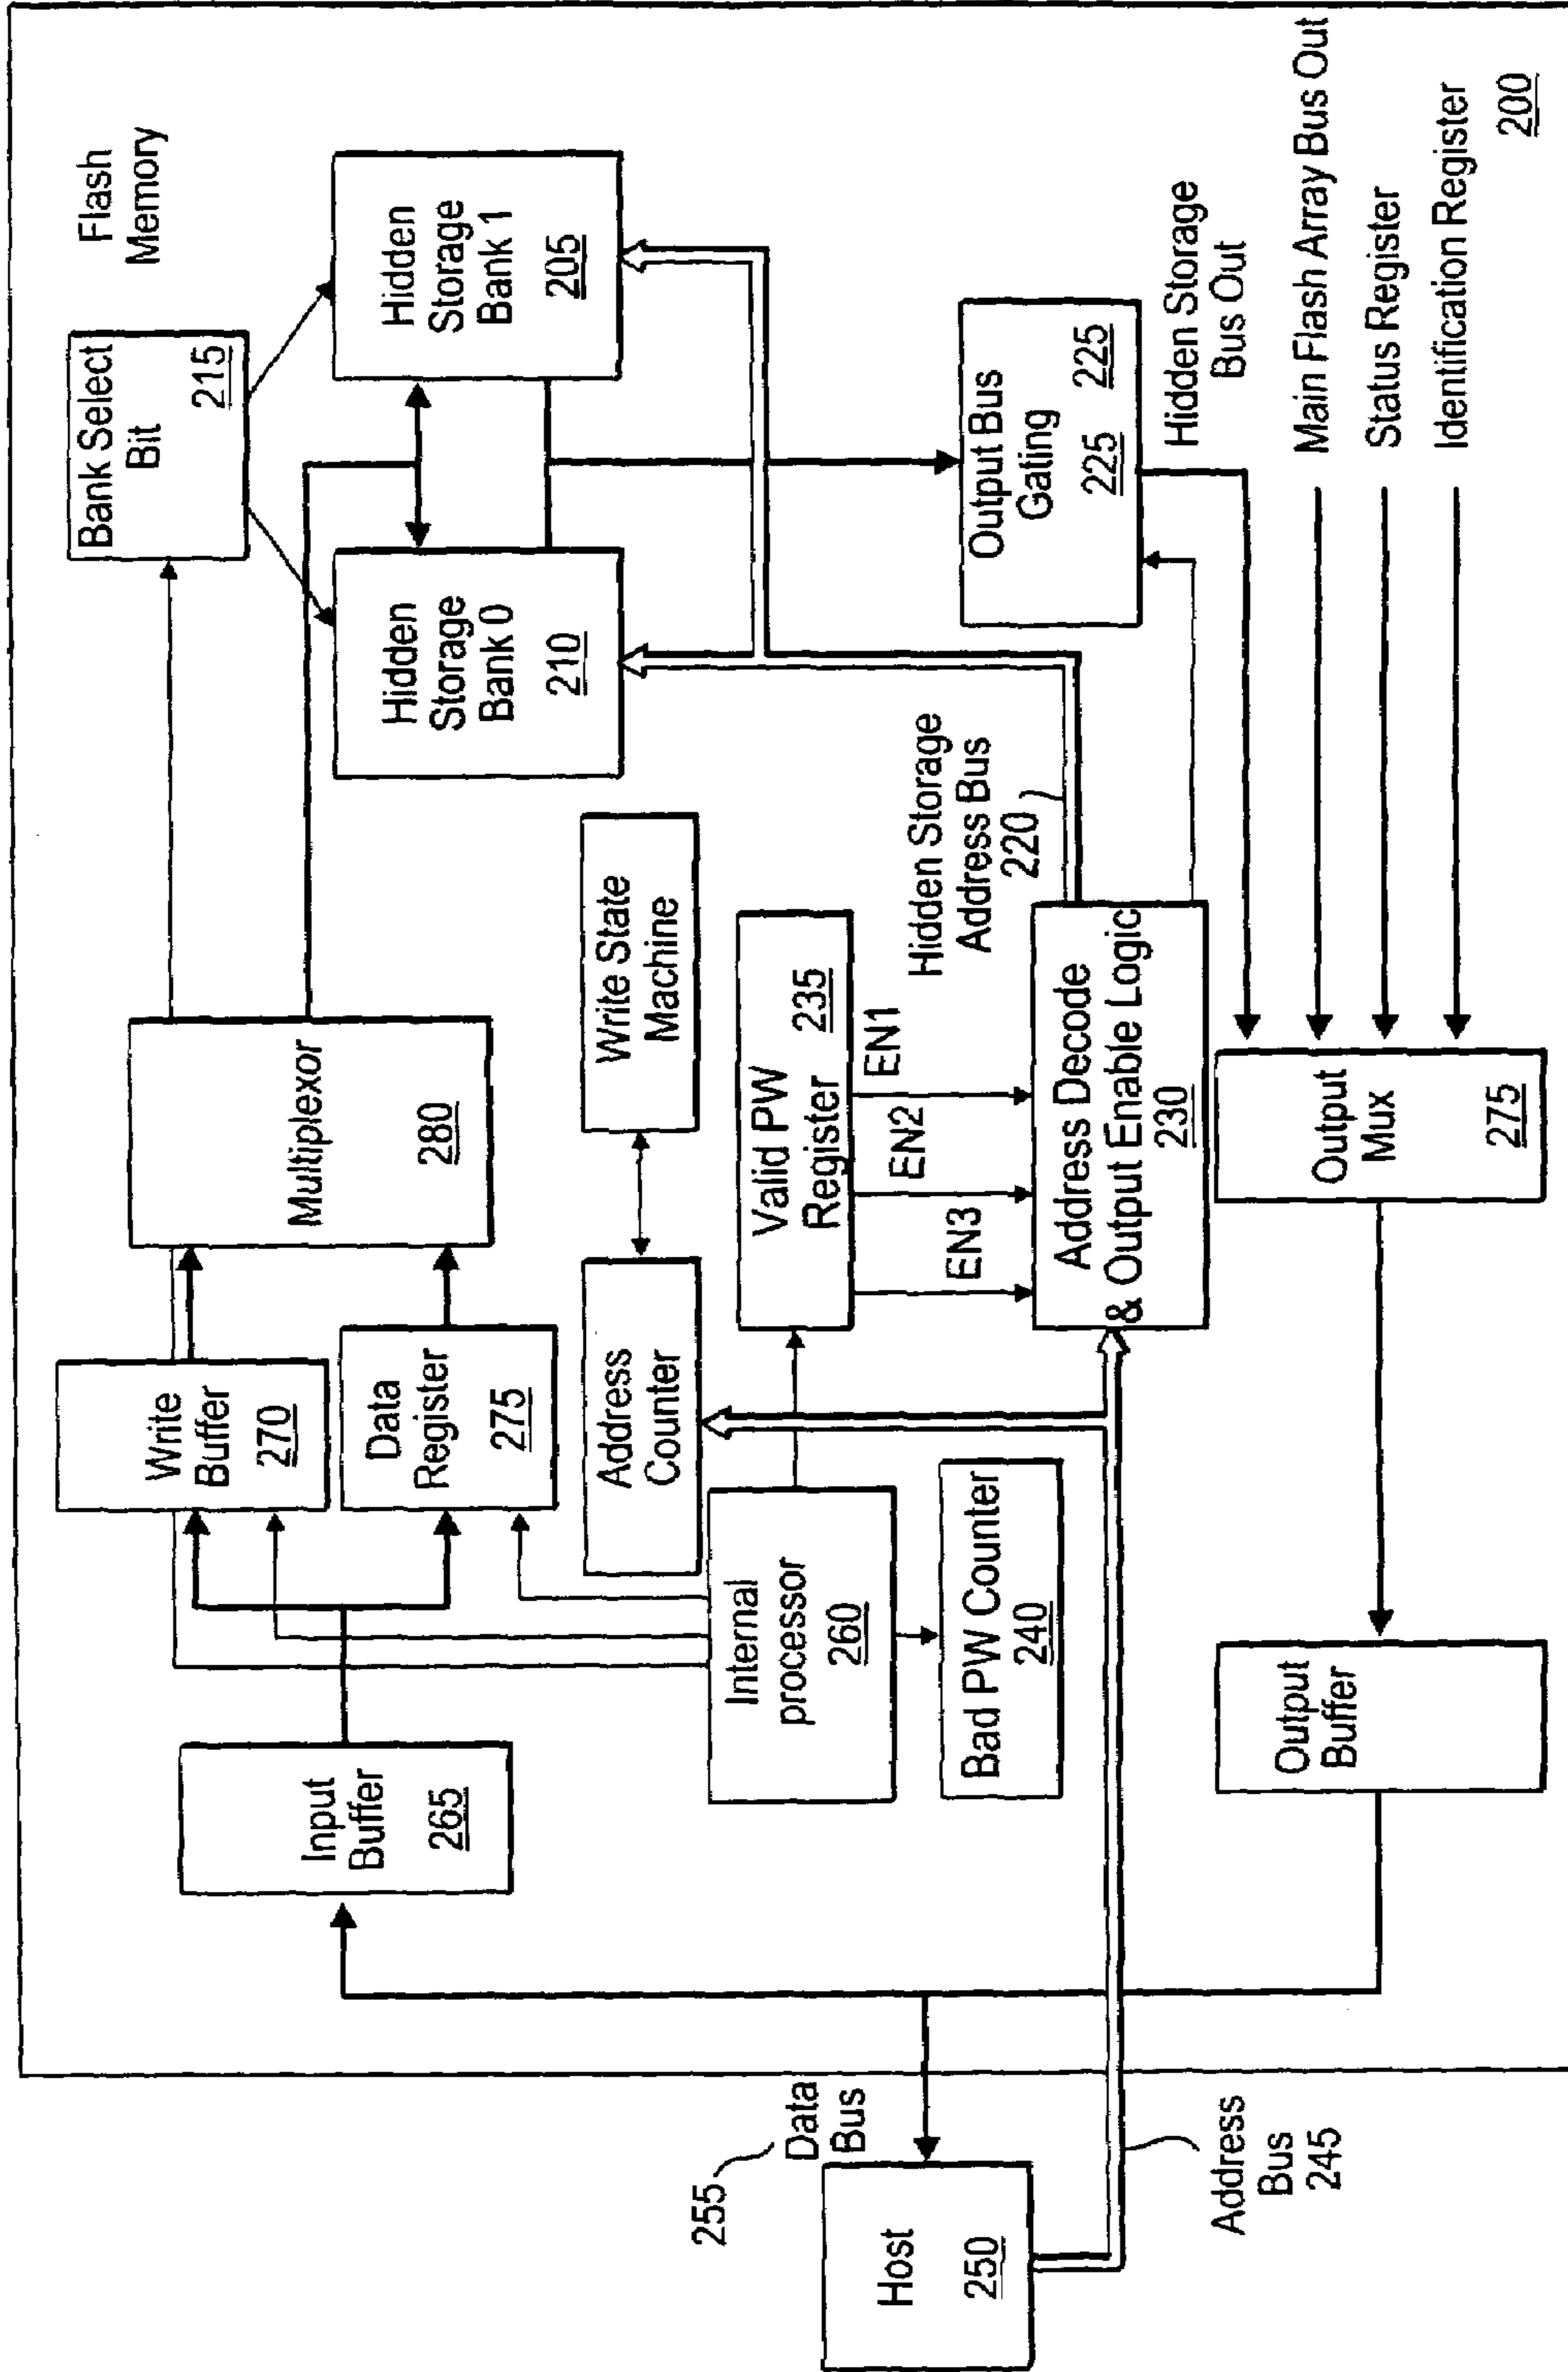 Flash
Memory
Bank Select
Bit
215
Multiplexor
280
Write
Buffer
270
Data
Register
275
Input
Buffer
265
Hidden
Storage
Bank 0
210
Hidden
Storage
Bank 1
205
Write State
Machine
Address
Counter
Internal
processor
260
Valid PW
Register
235
EN1
EN2
EN3
Bad PW Counter
240
Hidden Storage
Address Bus
220
Address Decode
& Output Enable Logic
230
Output Bus
Gating
225
225
Hidden Storage
Bus Out
Main Flash Array Bus Out
Status Register
Identification Register
200
Output
Mux
275
Output
Buffer
255
Data
Bus
Host
250
Address
Bus
245